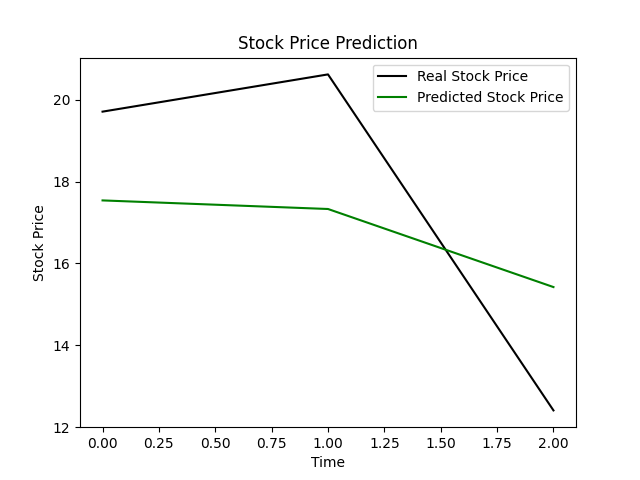 Stock Price Prediction
Real Stock Price
Predicted Stock Price
Stock Price
20
18
16
14
12
0.00 0.25 0.50 0.75 1.00 1.25 1.50 1.75 2.00
Time